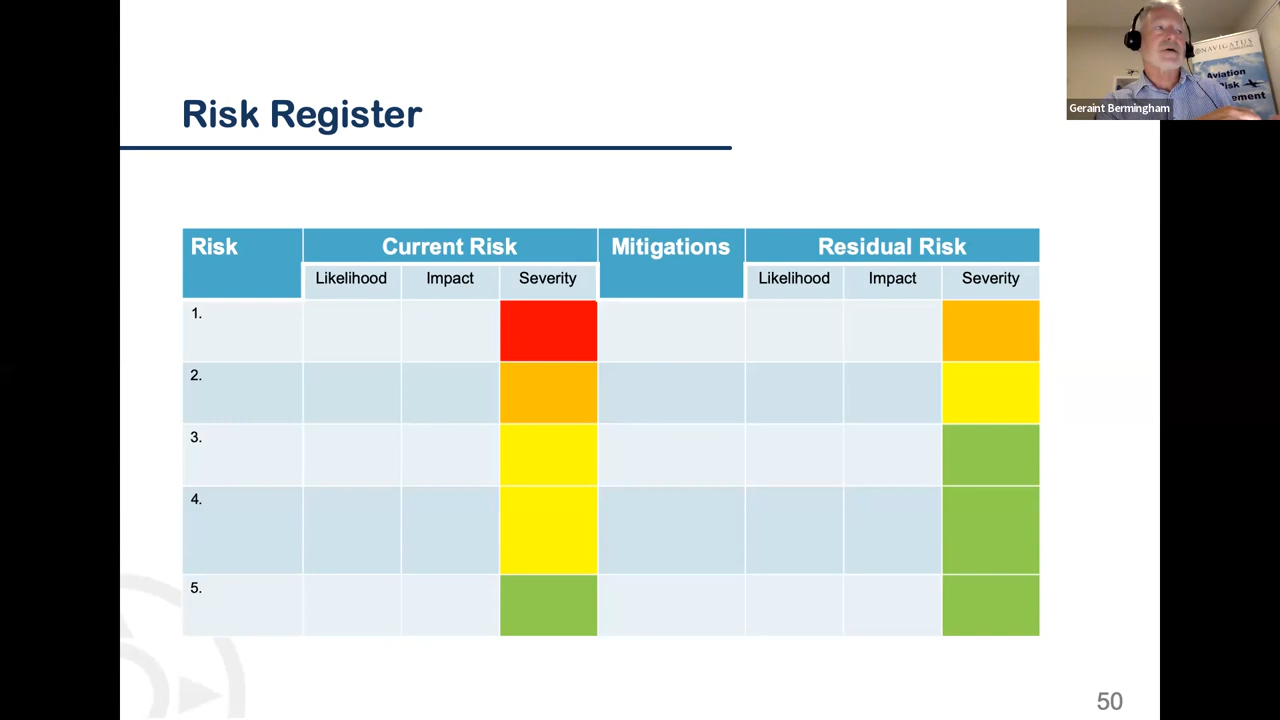 Risk Register
Risk Current Risk Mitigations Residual Risk
Likelihood Impact Severity Likelihood Impact Severity
1.
2.
3.
4.
5.
50
NAVIGATUS
Aviation
Risk
ement
Geraint Bermingham